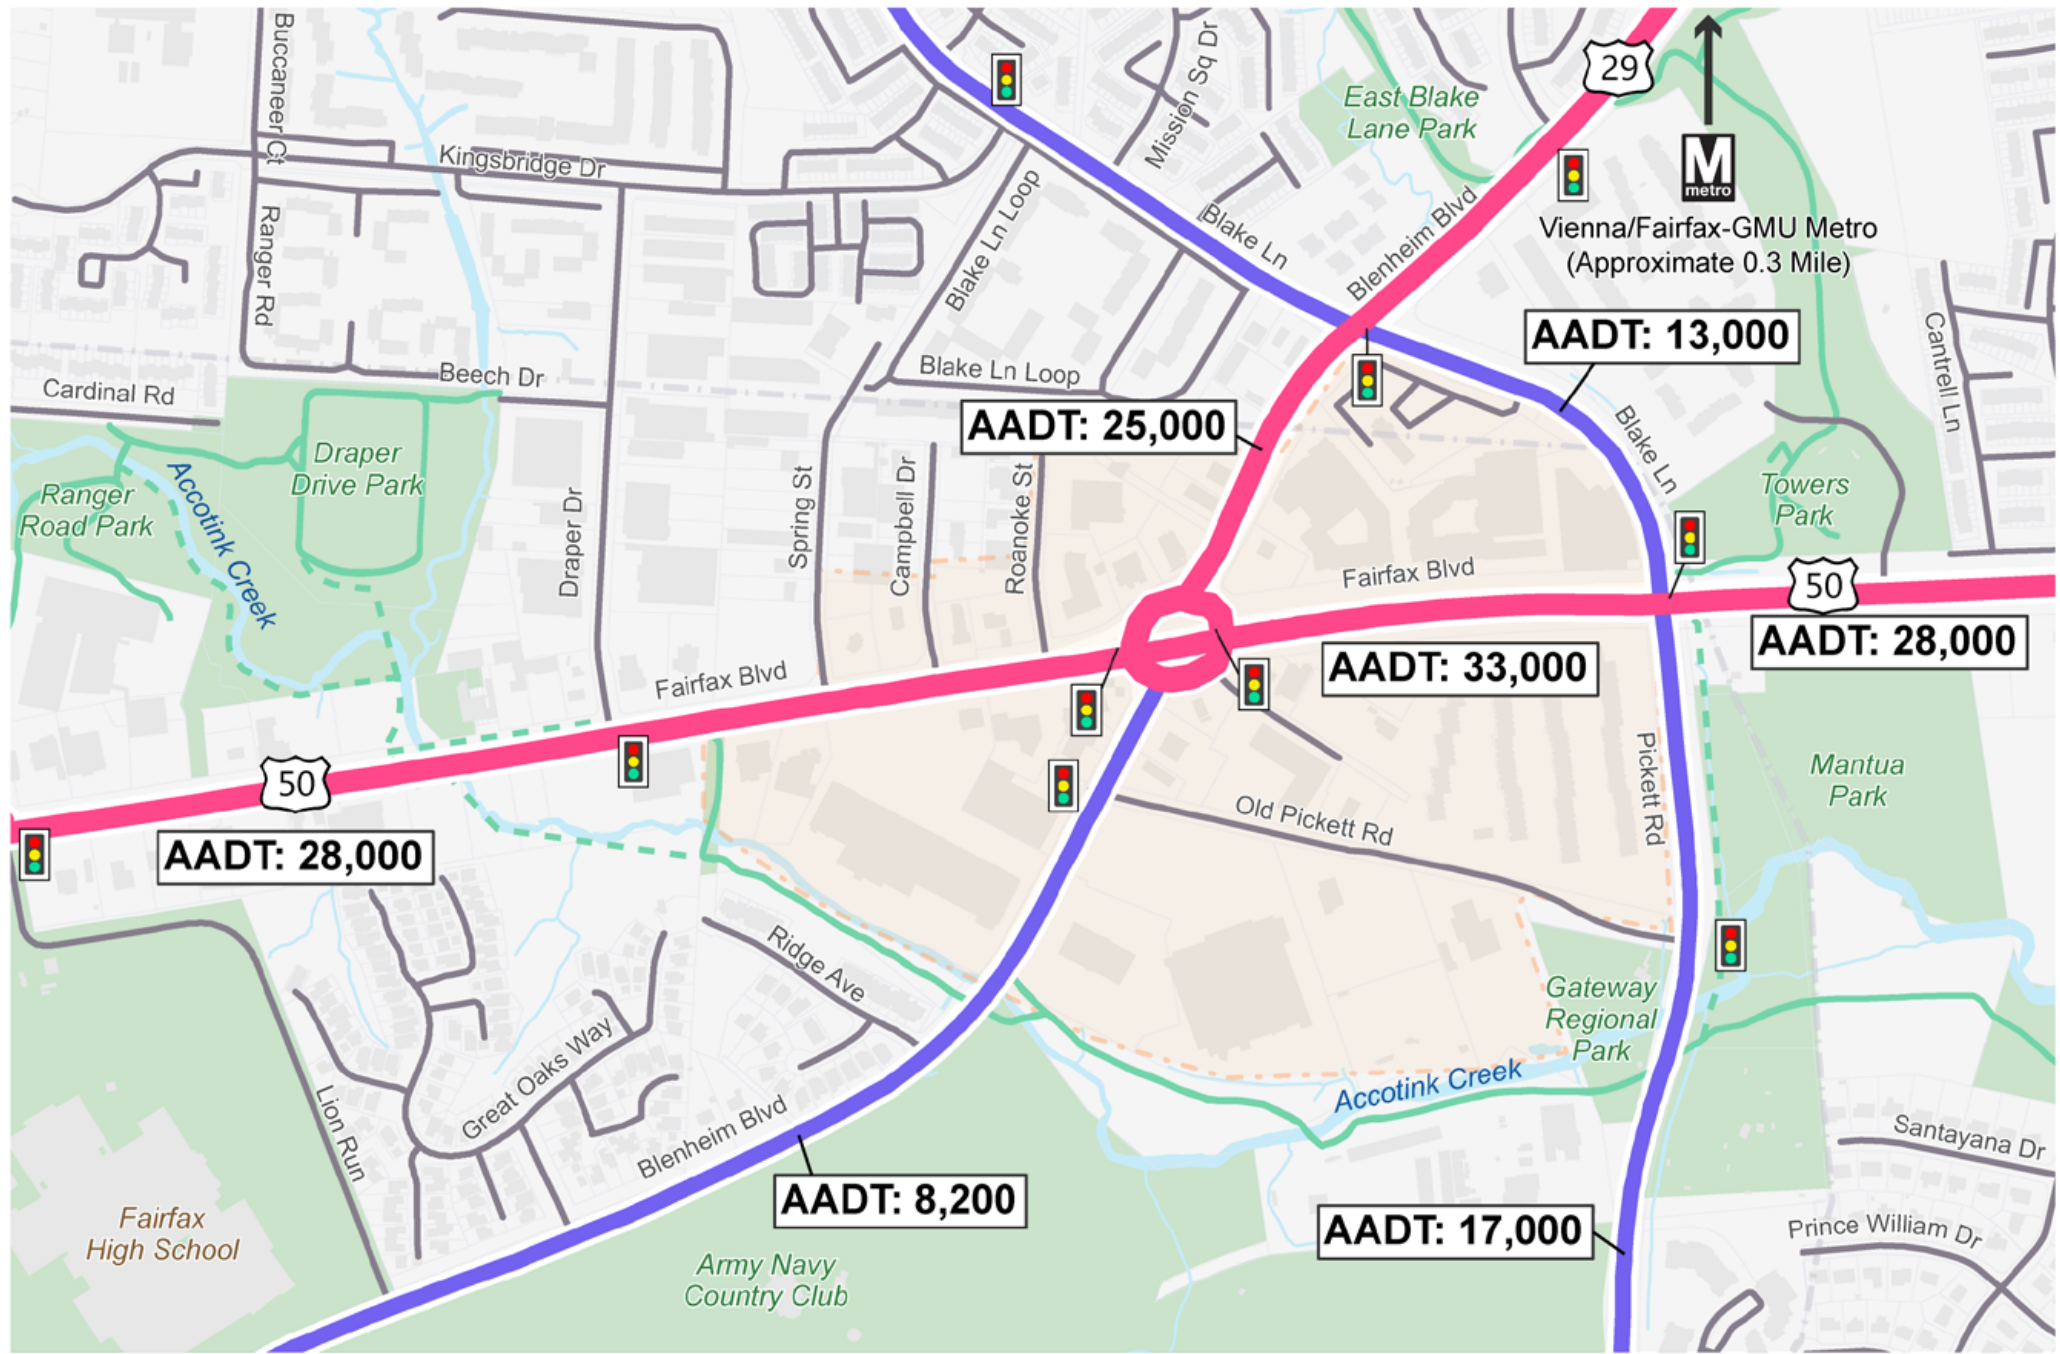 Buccaneer Ct
Mission Sq Dr
29
East Blake
Lane Park
M
metro
Kingsbridge Dr
Vienna/Fairfax-GMU Metro
(Approximate 0.3 Mile)
Ranger Rd
Blake Ln Loop
Blake Ln
Blenheim Blvd
AADT: 13,000
Cantrell Ln
Cardinal Rd
Beech Dr
Blake Ln Loop
AADT: 25,000
Blake Ln
Draper
Drive Park
Ranger
Road Park
Accotink Creek
Draper Dr
Spring St
Campbell Dr
Roanoke St
Towers
Park
Fairfax Blvd
50
AADT: 28,000
AADT: 33,000
Fairfax Blvd
50
AADT: 28,000
Pickett Rd
Mantua
Park
Old Pickett Rd
Ridge Ave
Gateway
Regional
Park
Accotink Creek
Great Oaks Way
Lion Run
Blenheim Blvd
AADT: 8,200
Santayana Dr
AADT: 17,000
Prince William Dr
Fairfax
High School
Army Navy
Country Club